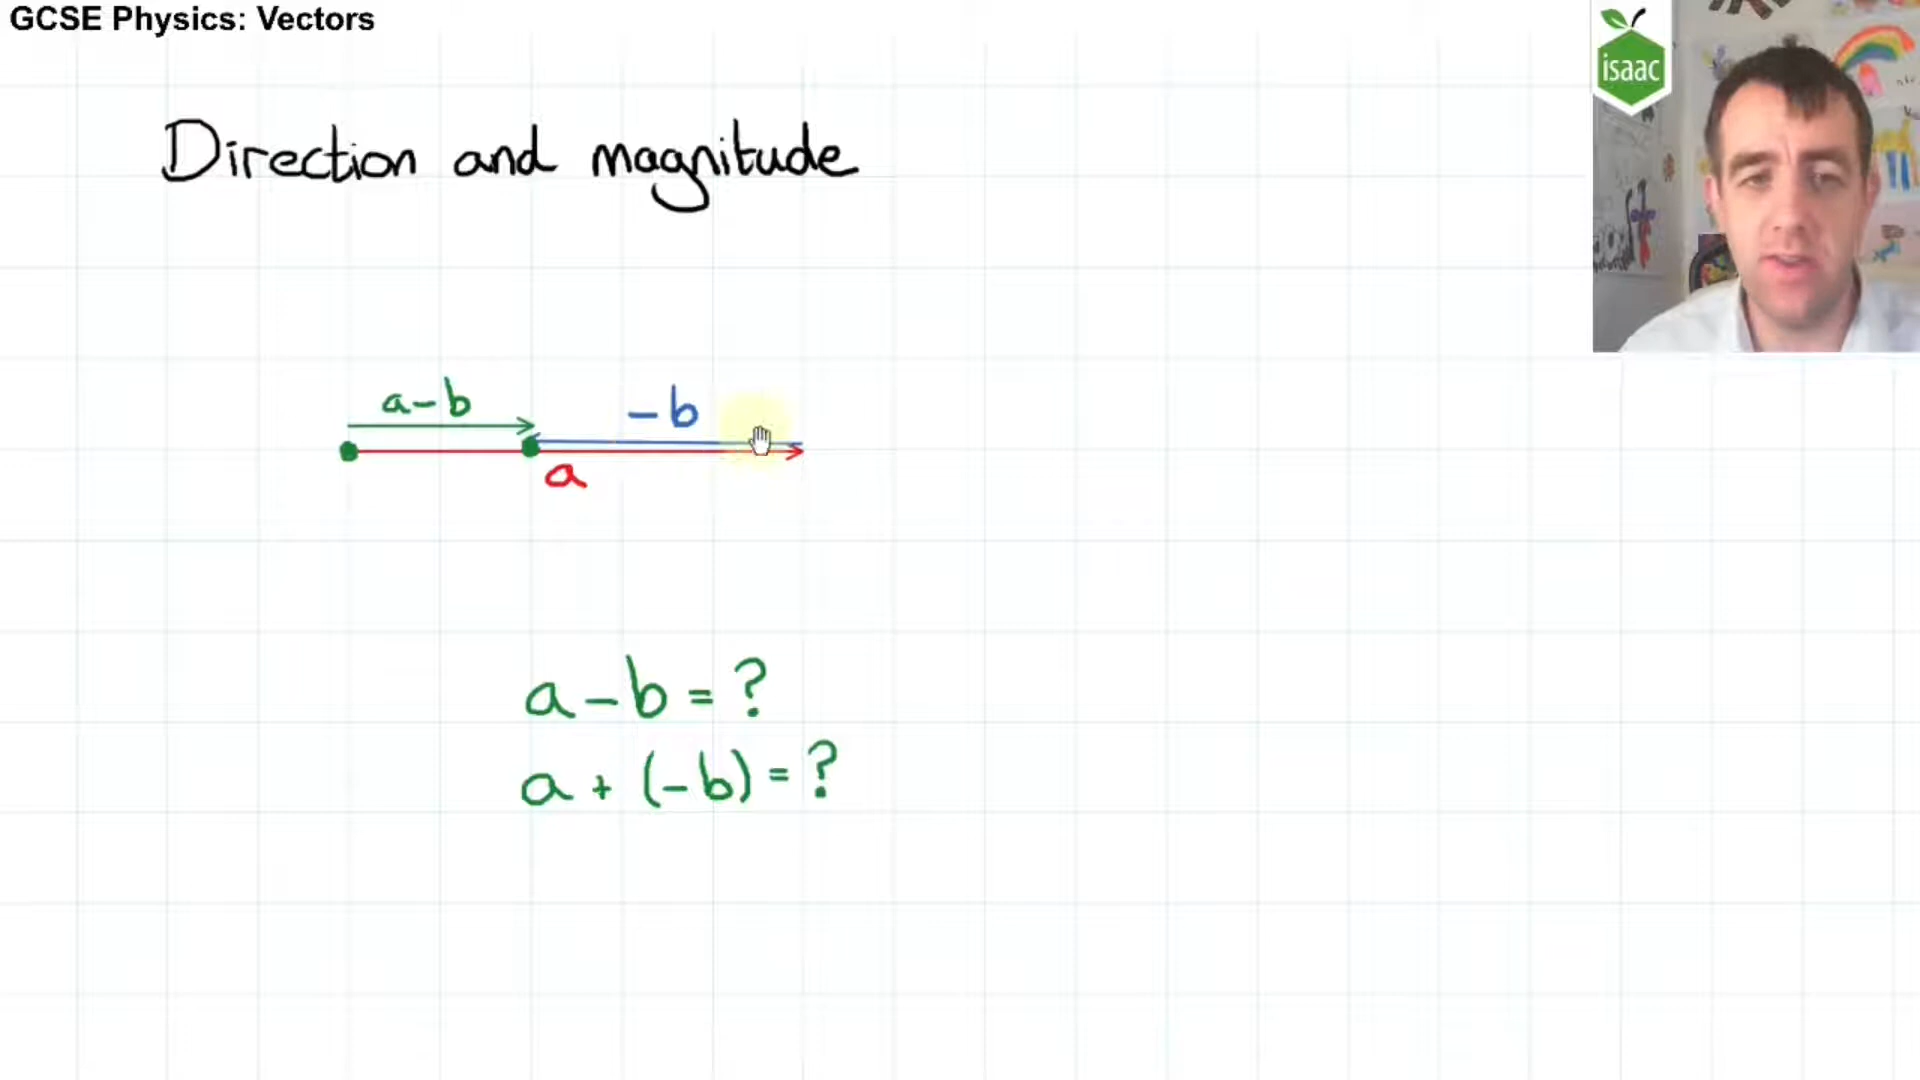 GCSE Physics: Vectors
isaac
Direction and magnitude
a-b
-b
a
a-b=?
a+(-b)=?